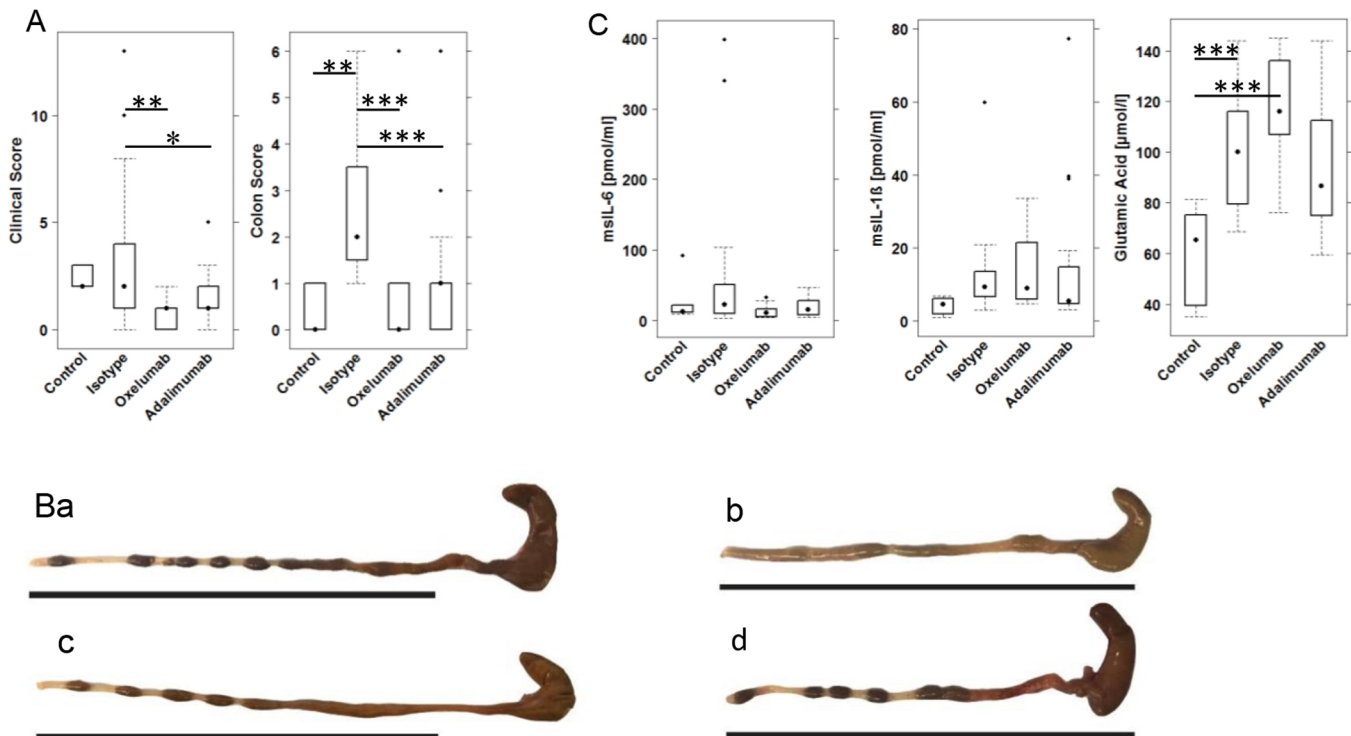 A
Clinical Score
10
5
0
**
*
Control
Isotype
Oxelumab
Adalimumab
Colon Score
6
5
4
3
2
1
0
**
***
***
Control
Isotype
Oxelumab
Adalimumab
C
msIL-6 [pmol/ml]
400
300
200
100
0
Control
Isotype
Oxelumab
Adalimumab
msIL-1ß [pmol/ml]
80
60
40
20
0
Control
Isotype
Oxelumab
Adalimumab
Glutamic Acid [µmol/l]
140
120
100
80
60
40
***
***
Control
Isotype
Oxelumab
Adalimumab
Ba
b
c
d